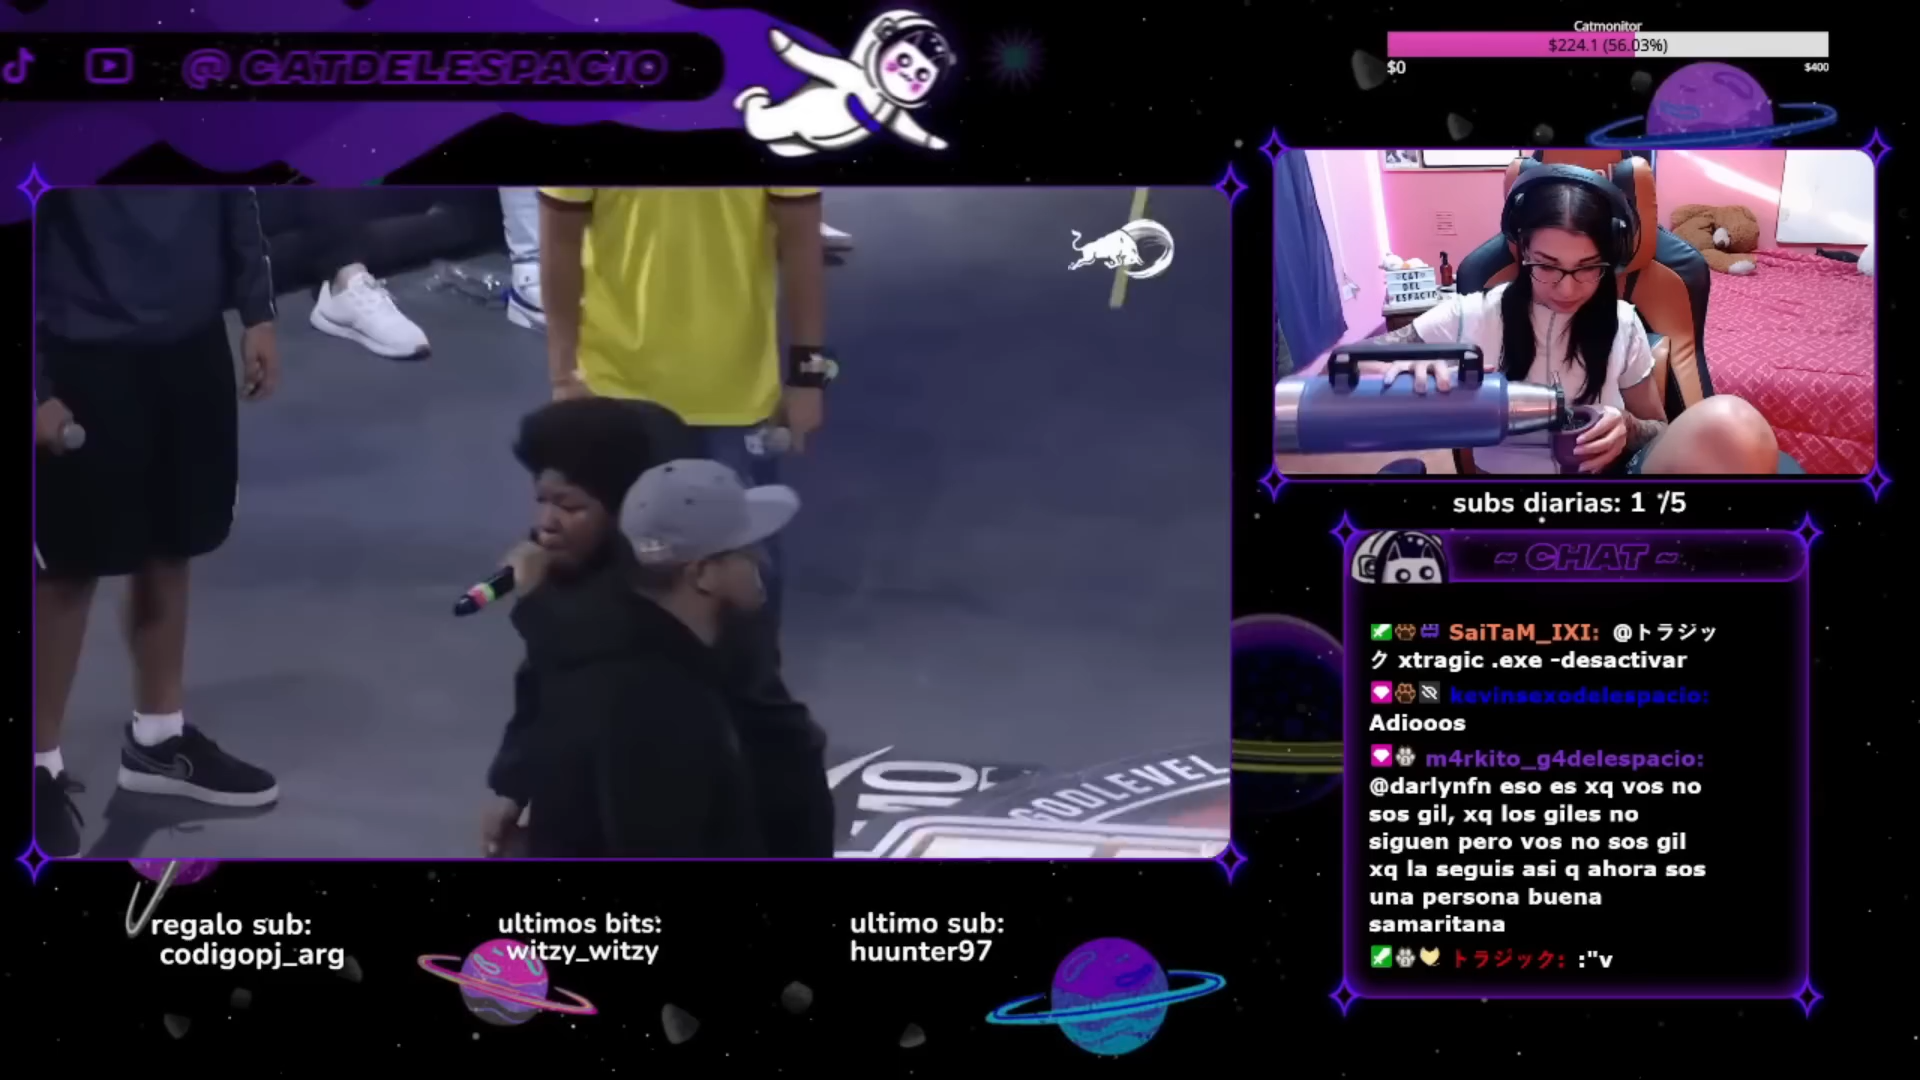 @CATDELESPACIO
Catmonitor
$224.1 (56.03%)
$0
$400
CAT
DEL
ESPACIO
GODLEVEL
subs diarias: 1 /5
~ CHAT ~
SaiTaM_IXI: @トラジッ
ク xtragic .exe -desactivar
kevinsexodelespacio:
Adiooos
m4rkito_g4delespacio:
@darlynfn eso es xq vos no
sos gil, xq los giles no
siguen pero vos no sos gil
xq la seguis asi q ahora sos
una persona buena
samaritana
トラジック: :"v
regalo sub:
codigopj_arg
ultimos bits:
witzy_witzy
ultimo sub:
huunter97